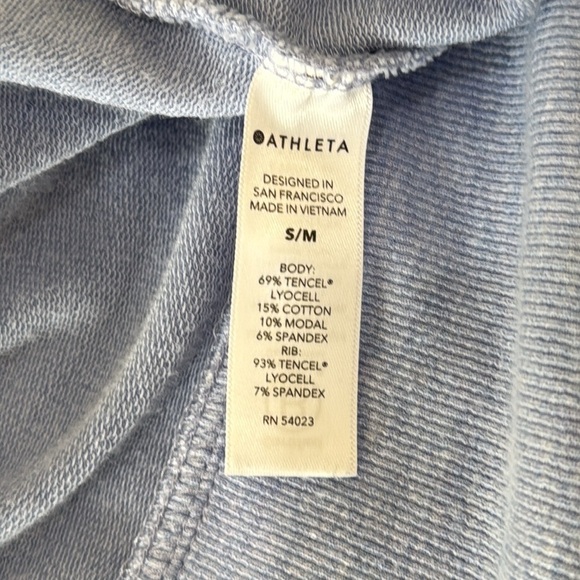 ATHLETA
DESIGNED IN
SAN FRANCISCO
MADE IN VIETNAM
S/M
BODY:
69% TENCEL®
LYOCELL
15% COTTON
10% MODAL
6% SPANDEX
RIB:
93% TENCEL®
LYOCELL
7% SPANDEX
RN 54023